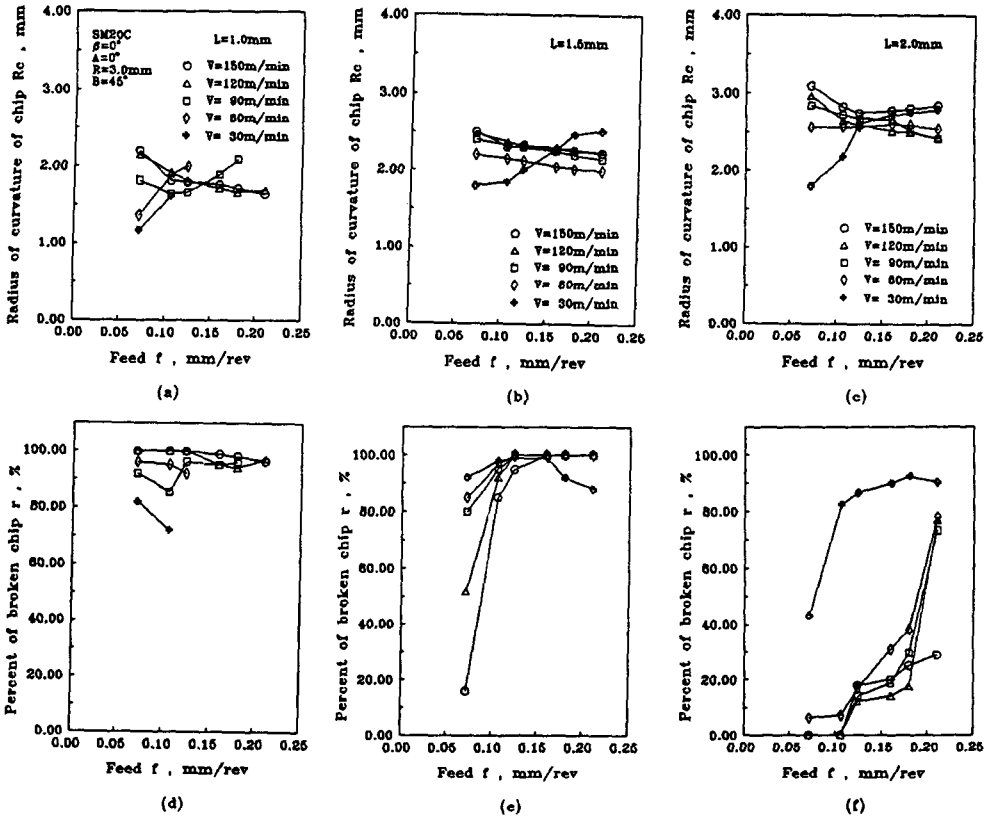 Radius of curvature of chip Rc , mm
4.00
3.00
2.00
1.00
0.00
SM20C
β=0°
A=0°
R=3.0mm
B=45°
L=1.0mm
V=150m/min
V=120m/min
V= 90m/min
V= 60m/min
V= 30m/min
0.00 0.05 0.10 0.15 0.20 0.25
Feed f , mm/rev
(a)
Radius of curvature of chip Rc , mm
4.00
3.00
2.00
1.00
0.00
L=1.5mm
V=150m/min
V=120m/min
V= 90m/min
V= 60m/min
V= 30m/min
0.00 0.05 0.10 0.15 0.20 0.25
Feed f , mm/rev
(b)
Radius of curvature of chip Rc , mm
4.00
3.00
2.00
1.00
0.00
L=2.0mm
V=150m/min
V=120m/min
V= 90m/min
V= 60m/min
V= 30m/min
0.00 0.05 0.10 0.15 0.20 0.25
Feed f , mm/rev
(c)
Percent of broken chip r , %
100.00
80.00
60.00
40.00
20.00
0.00
0.00 0.05 0.10 0.15 0.20 0.25
Feed f , mm/rev
(d)
Percent of broken chip r , %
100.00
80.00
60.00
40.00
20.00
0.00
0.00 0.05 0.10 0.15 0.20 0.25
Feed f , mm/rev
(e)
Percent of broken chip r , %
100.00
80.00
60.00
40.00
20.00
0.00
0.00 0.05 0.10 0.15 0.20 0.25
Feed f , mm/rev
(f)